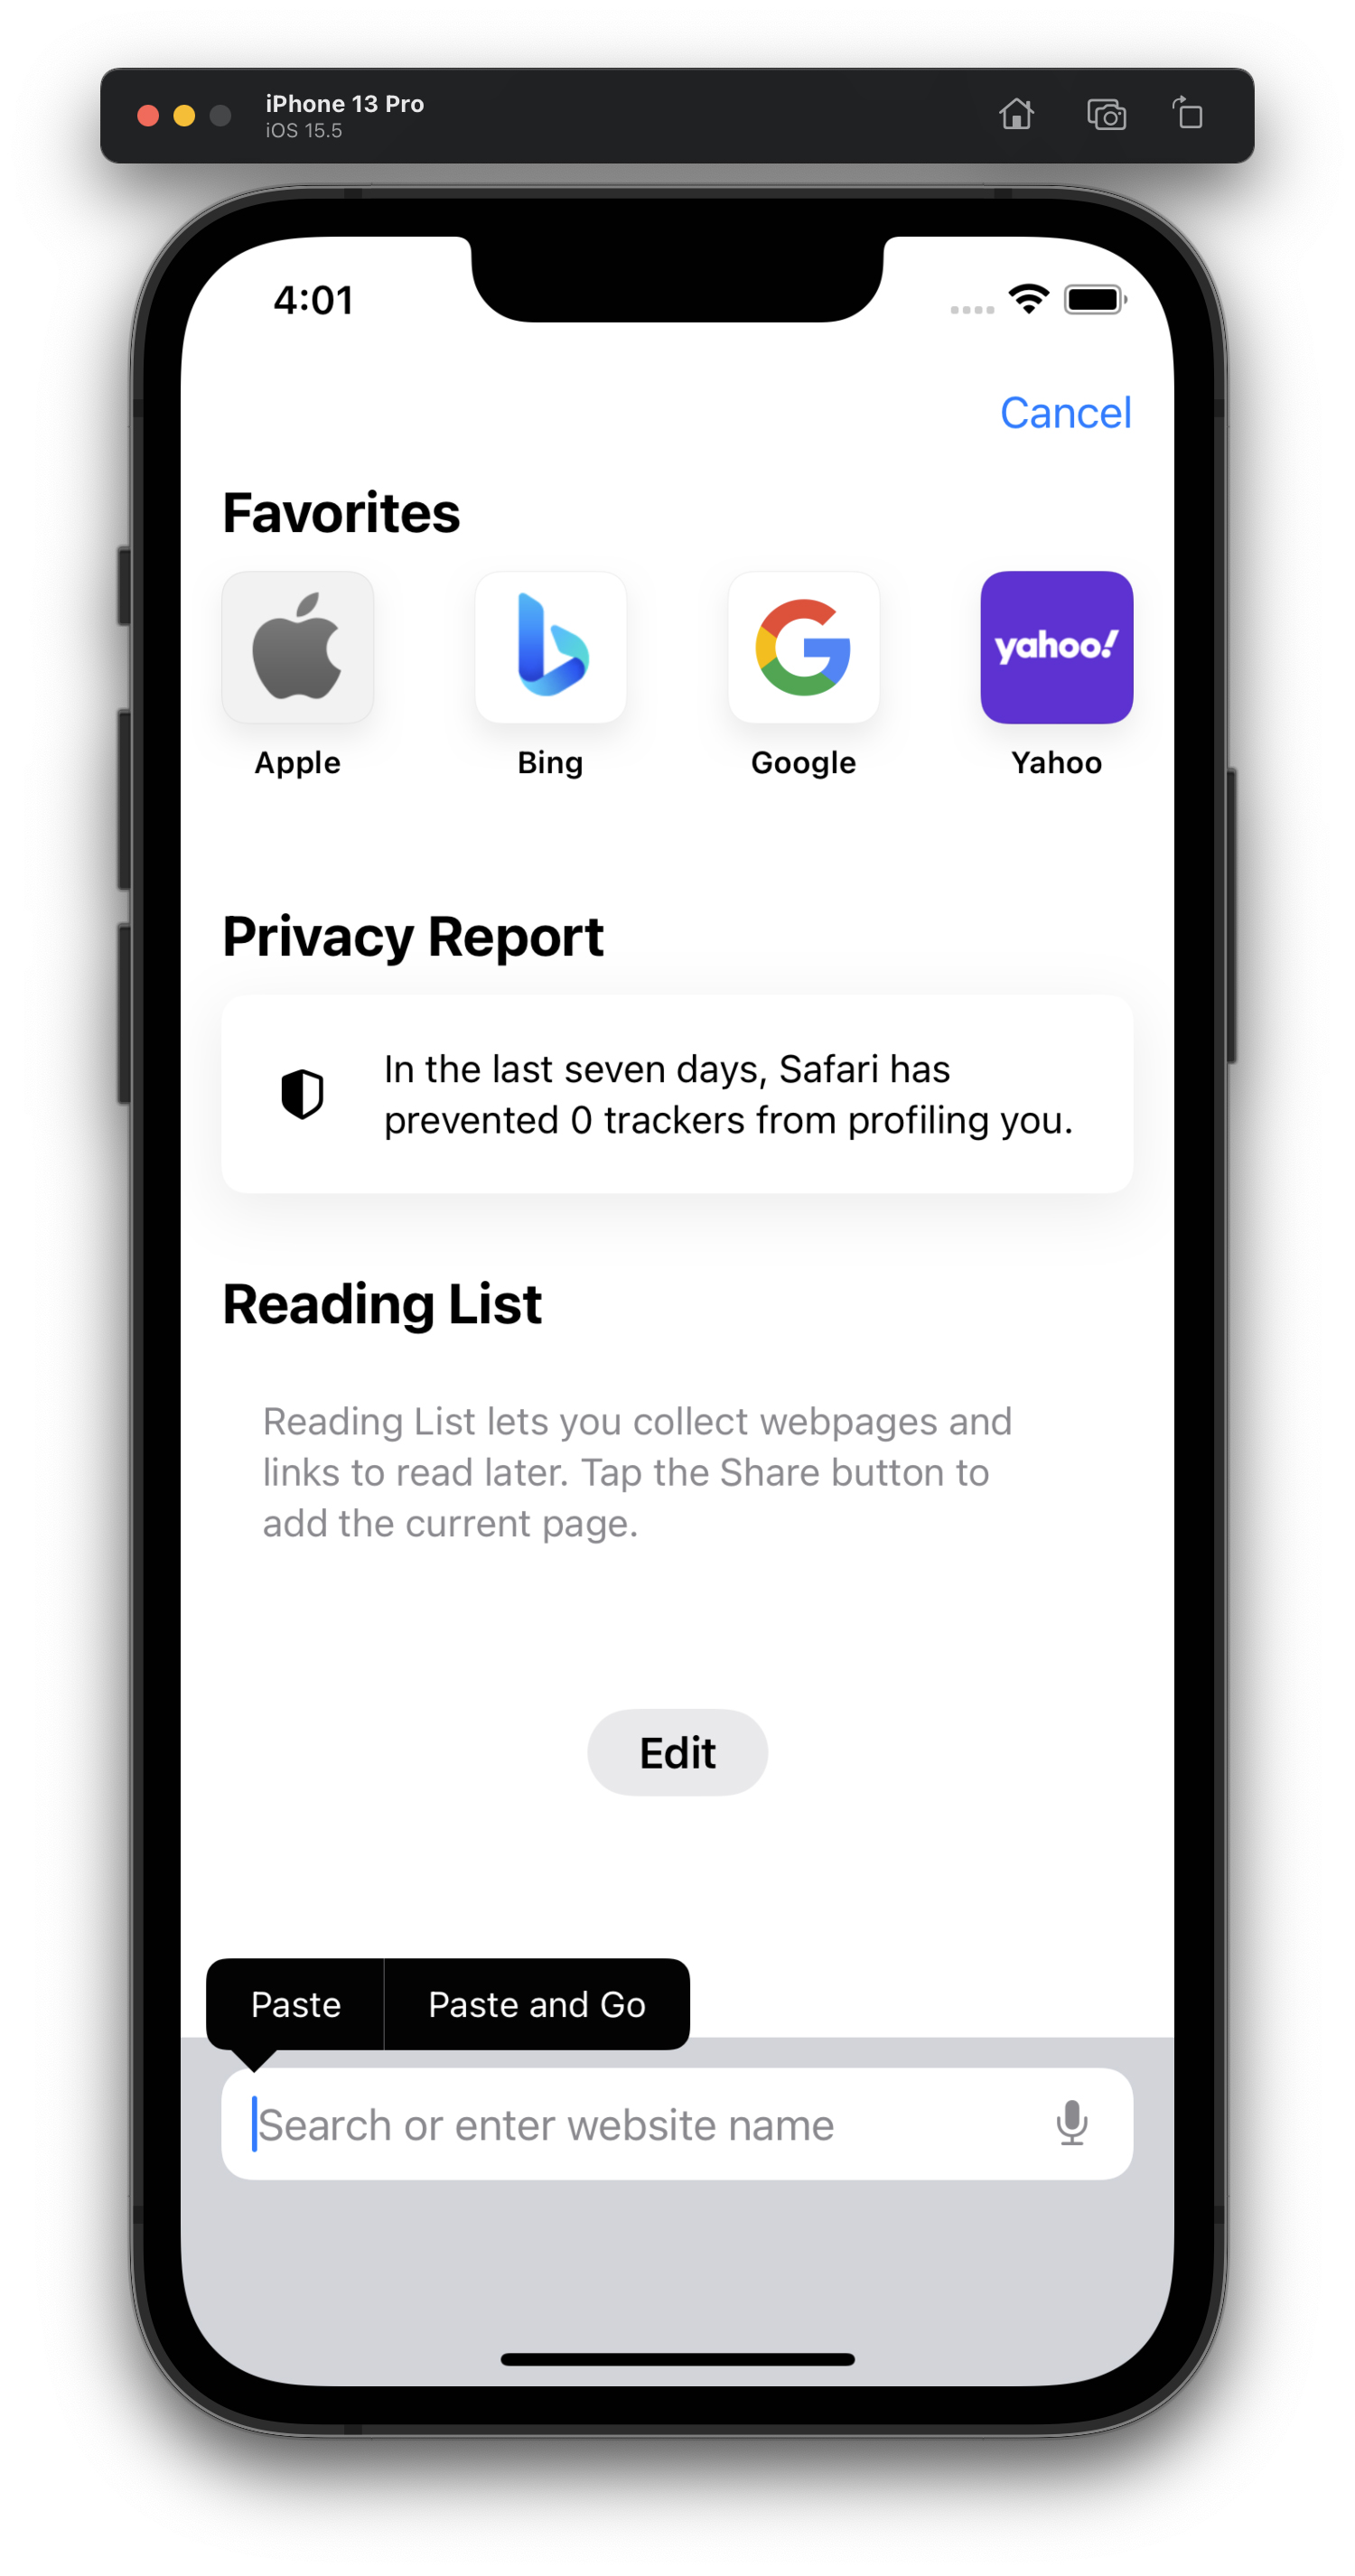 iPhone 13 Pro
iOS 15.5
4:01
Cancel
Favorites
yahoo!
Apple Bing Google Yahoo
Privacy Report
In the last seven days, Safari has
prevented 0 trackers from profiling you.
Reading List
Reading List lets you collect webpages and
links to read later. Tap the Share button to
add the current page.
Edit
Paste Paste and Go
Search or enter website name